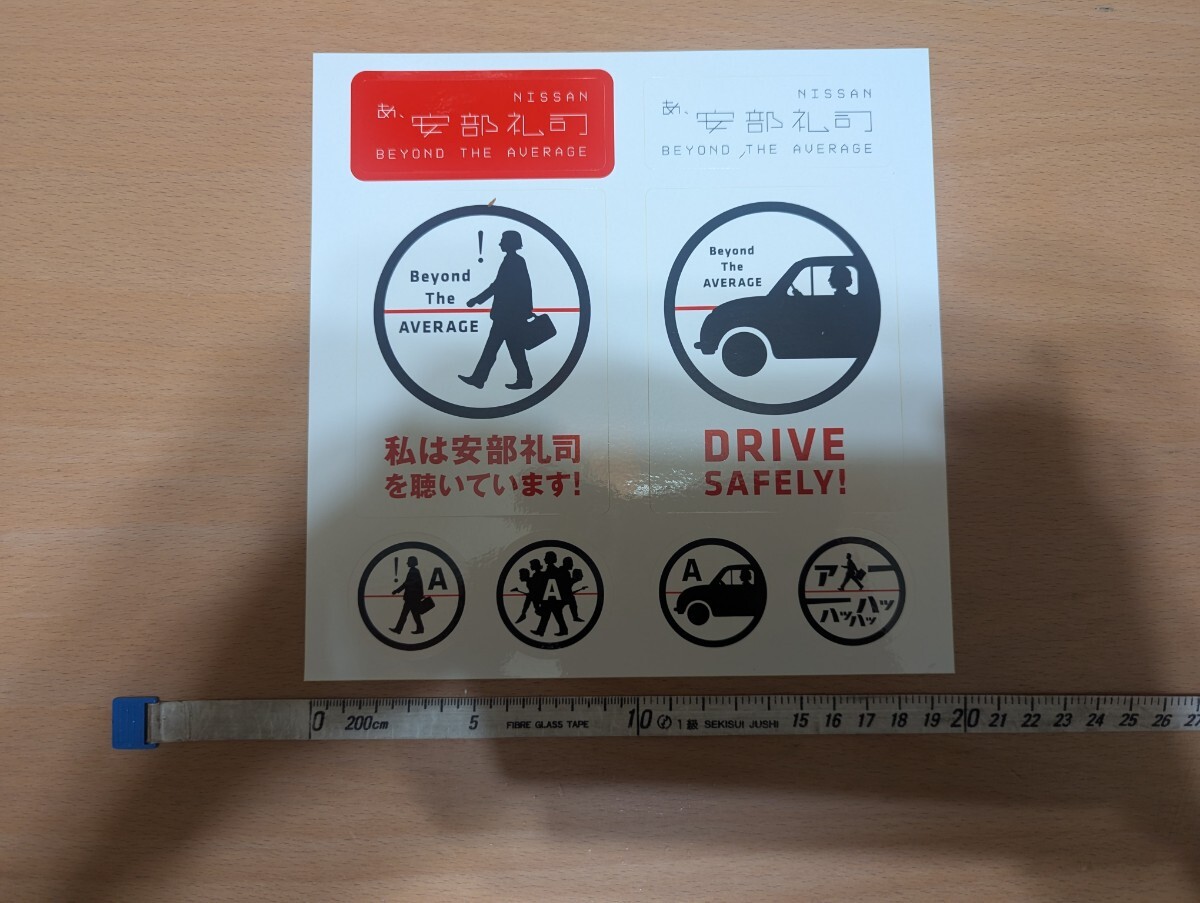 NISSAN
あ、安部礼司
BEYOND THE AVERAGE
NISSAN
あ、安部礼司
BEYOND THE AVERAGE
!
Beyond
The
AVERAGE
Beyond
The
AVERAGE
私は安部礼司
を聴いています!
DRIVE
SAFELY!
! A
A
A
アー
ハッハッ
ハッ
0 200cm 5 FIBRE GLASS TAPE 10 1級 SEKISUI JUSHI 15 16 17 18 19 20 21 22 23 24 25 26 27